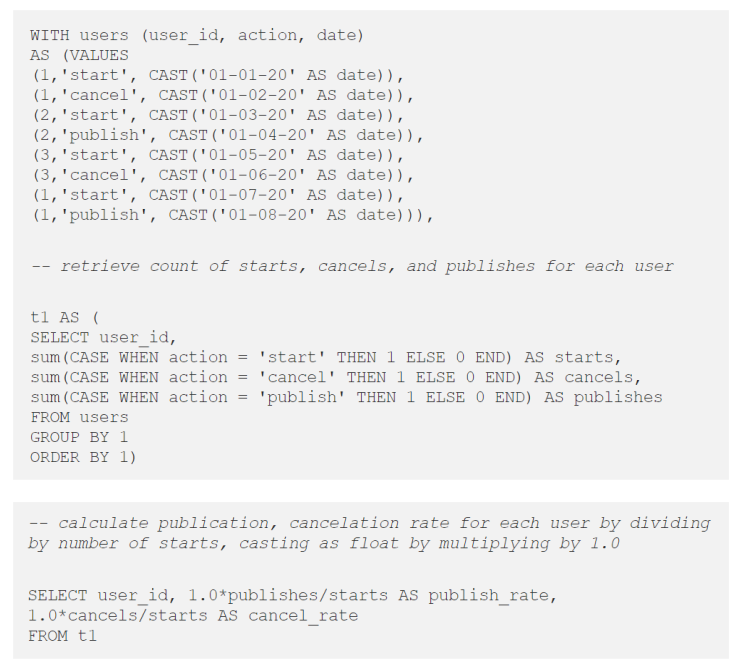 WITH users (user_id, action, date)
AS (VALUES
(1,'start', CAST('01-01-20' AS date)),
(1,'cancel', CAST('01-02-20' AS date)),
(2,'start', CAST('01-03-20' AS date)),
(2,'publish', CAST('01-04-20' AS date)),
(3,'start', CAST('01-05-20' AS date)),
(3,'cancel', CAST('01-06-20' AS date)),
(1,'start', CAST('01-07-20' AS date)),
(1,'publish', CAST('01-08-20' AS date))),
-- retrieve count of starts, cancels, and publishes for each user
t1 AS (
SELECT user_id,
sum(CASE WHEN action = 'start' THEN 1 ELSE 0 END) AS starts,
sum(CASE WHEN action = 'cancel' THEN 1 ELSE 0 END) AS cancels,
sum(CASE WHEN action = 'publish' THEN 1 ELSE 0 END) AS publishes
FROM users
GROUP BY 1
ORDER BY 1)
-- calculate publication, cancelation rate for each user by dividing
by number of starts, casting as float by multiplying by 1.0
SELECT user_id, 1.0*publishes/starts AS publish_rate,
1.0*cancels/starts AS cancel_rate
FROM t1